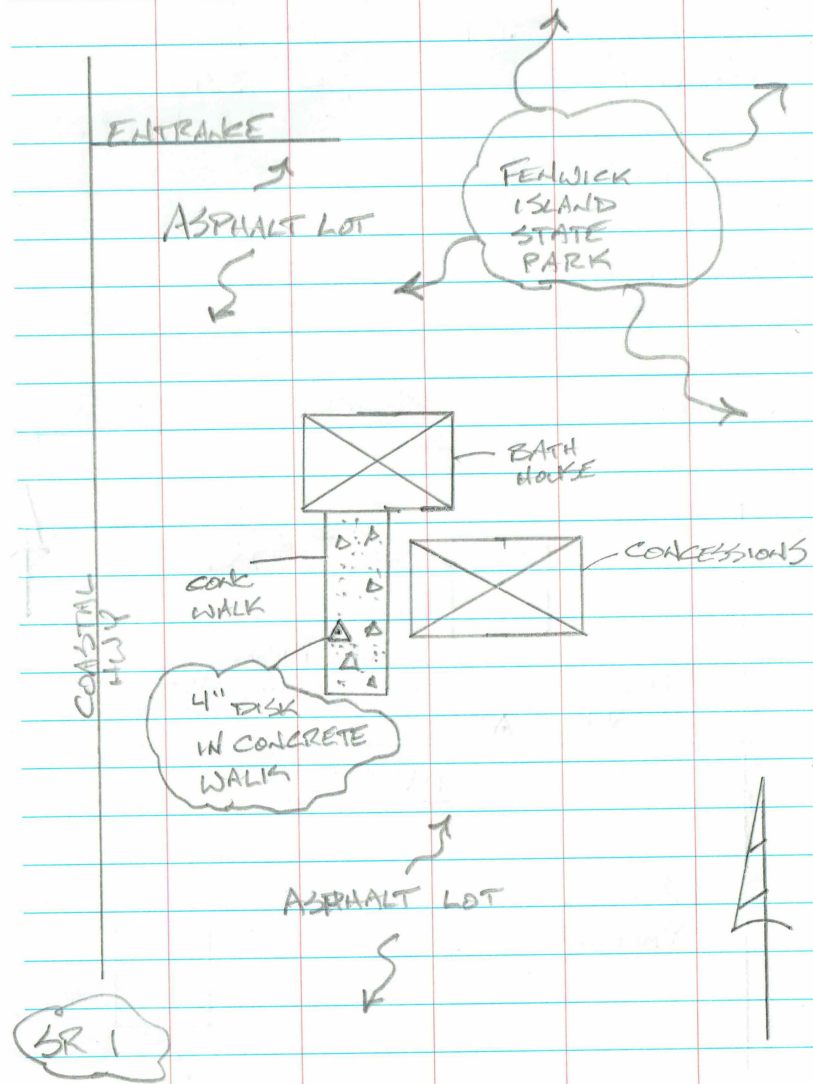 ENTRANCE
ASPHALT LOT
FENWICK
ISLAND
STATE
PARK
BATH
HOUSE
CONCESSIONS
CONC
WALK
COASTAL
HWY
4" DISK
IN CONCRETE
WALK
ASPHALT LOT
SR 1